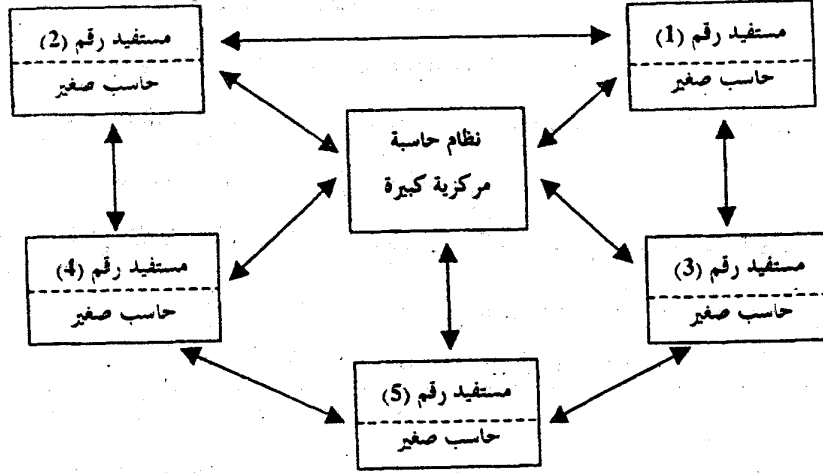 مستفيد رقم (1)
حاسب صغير
مستفيد رقم (2)
حاسب صغير
نظام حاسبة
مركزية كبيرة
مستفيد رقم (3)
حاسب صغير
مستفيد رقم (4)
حاسب صغير
مستفيد رقم (5)
حاسب صغير